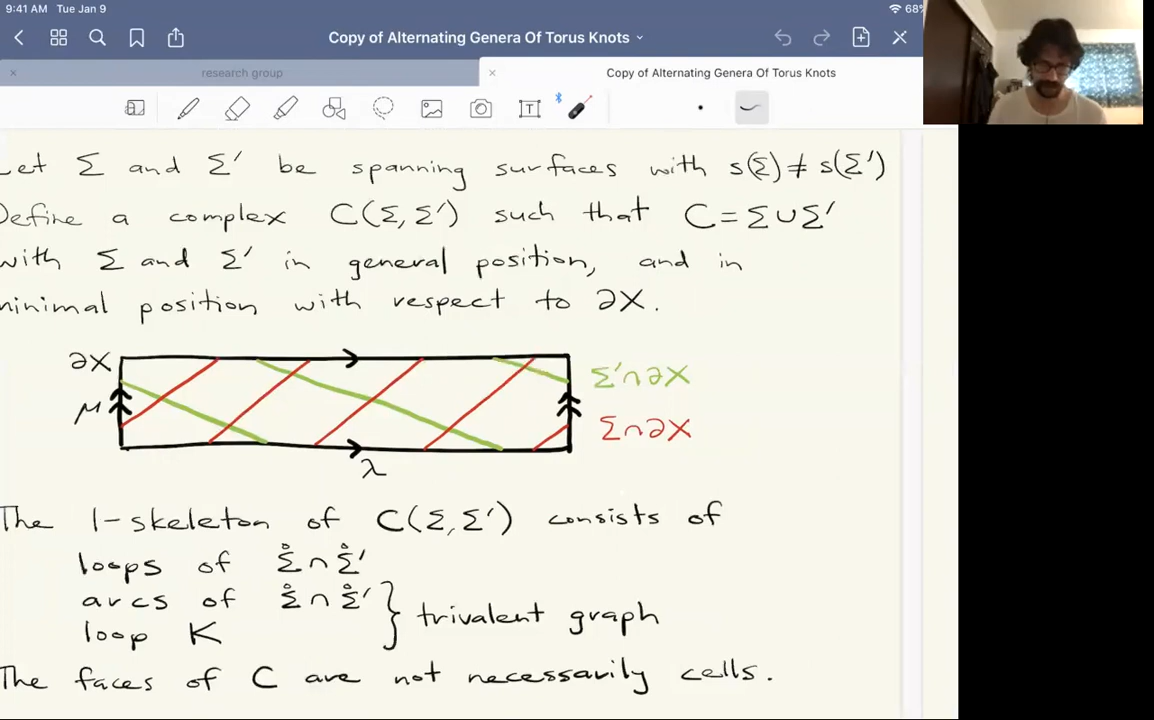 9:41 AM Tue Jan 9
68%
Copy of Alternating Genera Of Torus Knots
research group
Copy of Alternating Genera Of Torus Knots
Σ and Σ' be spanning surfaces with s(Σ) ≠ s(Σ')
Define a complex C(Σ, Σ') such that C = Σ ∪ Σ'
with Σ and Σ' in general position, and in
minimal position with respect to ∂X.
∂X
Σ'∩∂X
μ
Σ∩∂X
λ
The 1-skeleton of C(Σ, Σ') consists of
loops of Σ̊ ∩ Σ̊'
arcs of Σ̊ ∩ Σ̊'
loop K
} trivalent graph
The faces of C are not necessarily cells.